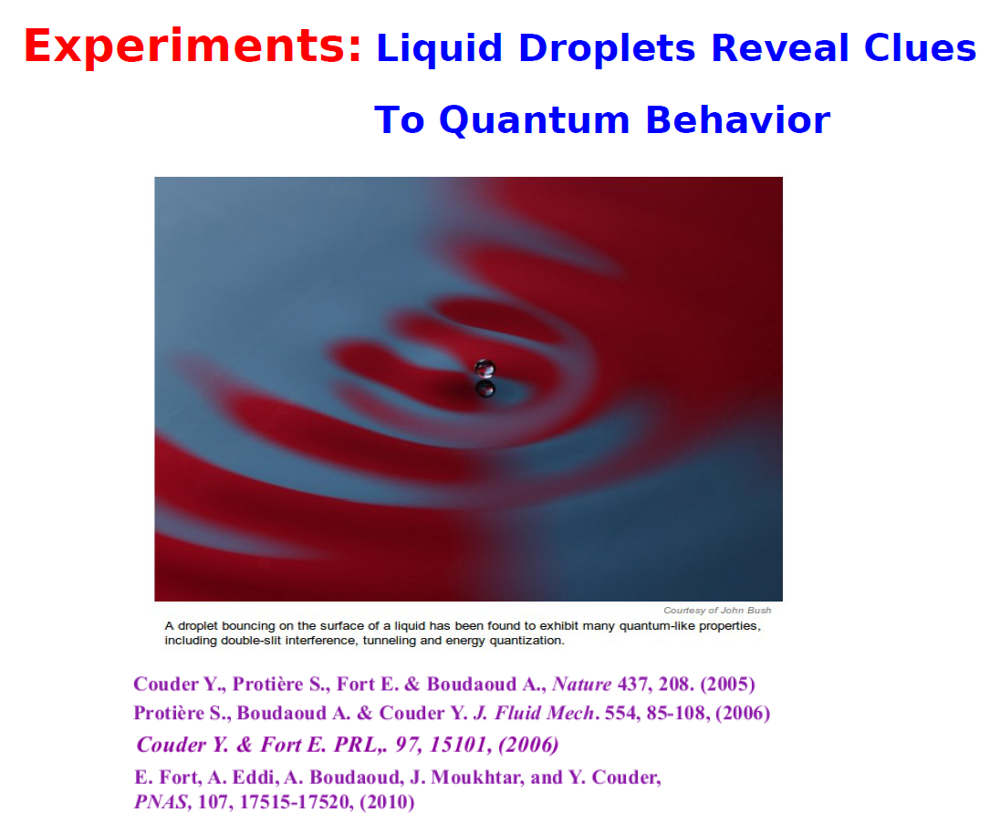 Experiments: Liquid Droplets Reveal Clues
To Quantum Behavior
Courtesy of John Bush
A droplet bouncing on the surface of a liquid has been found to exhibit many quantum-like properties,
including double-slit interference, tunneling and energy quantization.
Couder Y., Protière S., Fort E. & Boudaoud A., Nature 437, 208. (2005)
Protière S., Boudaoud A. & Couder Y. J. Fluid Mech. 554, 85-108, (2006)
Couder Y. & Fort E. PRL,. 97, 15101, (2006)
E. Fort, A. Eddi, A. Boudaoud, J. Moukhtar, and Y. Couder,
PNAS, 107, 17515-17520, (2010)